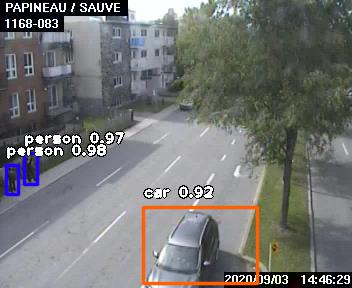 PAPINEAU / SAUVE
1168-083
person 0.97
person 0.98
car 0.92
2020/09/03 14:46:29